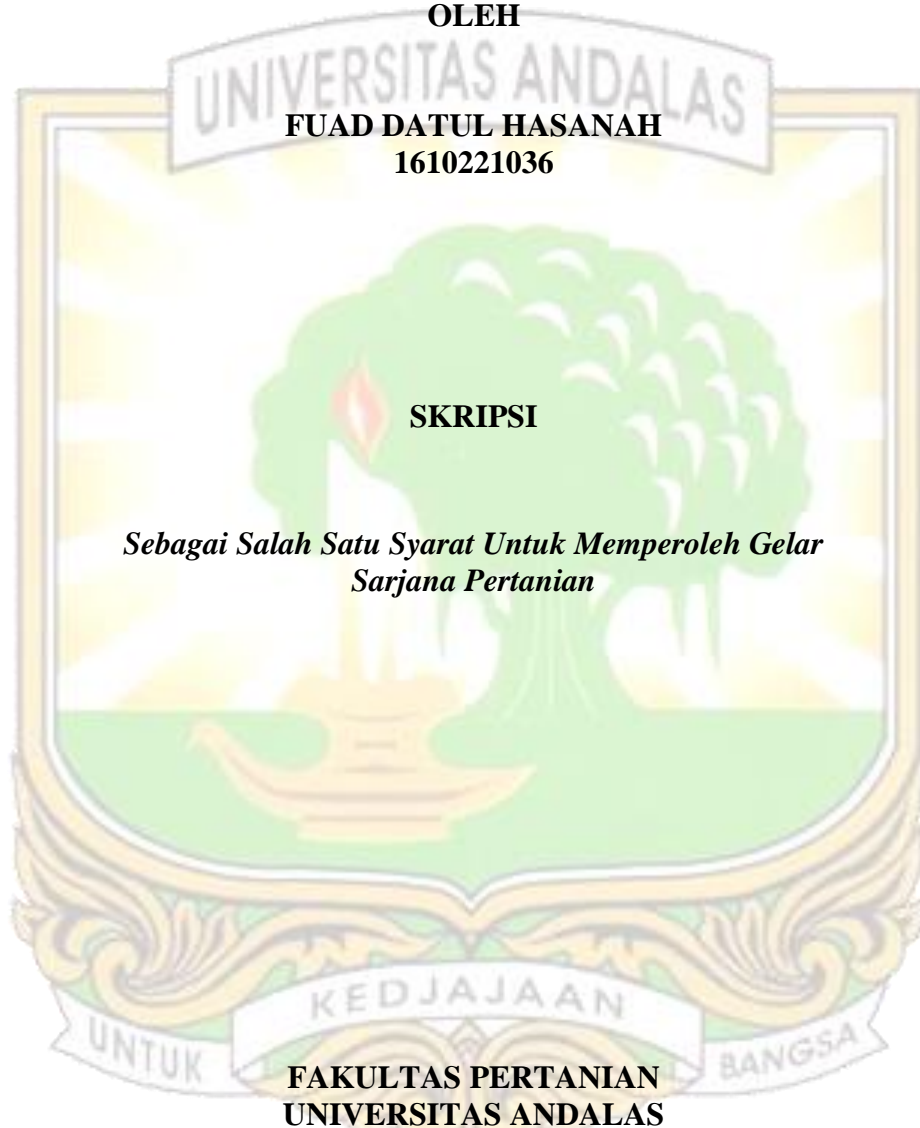 OLEH
UNIVERSITAS ANDALAS
FUAD DATUL HASANAH
1610221036
SKRIPSI
Sebagai Salah Satu Syarat Untuk Memperoleh Gelar
Sarjana Pertanian
UNTUK KEDJAJAAN BANGSA
FAKULTAS PERTANIAN
UNIVERSITAS ANDALAS